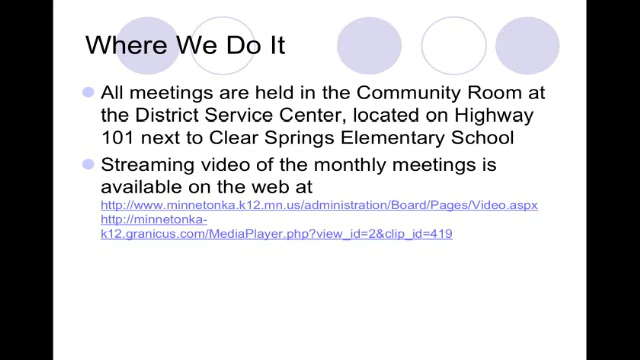 Where We Do It
All meetings are held in the Community Room at
the District Service Center, located on Highway
101 next to Clear Springs Elementary School
Streaming video of the monthly meetings is
available on the web at
http://www.minnetonka.k12.mn.us/administration/Board/Pages/Video.aspx
http://minnetonka-
k12.granicus.com/MediaPlayer.php?view_id=2&clip_id=419